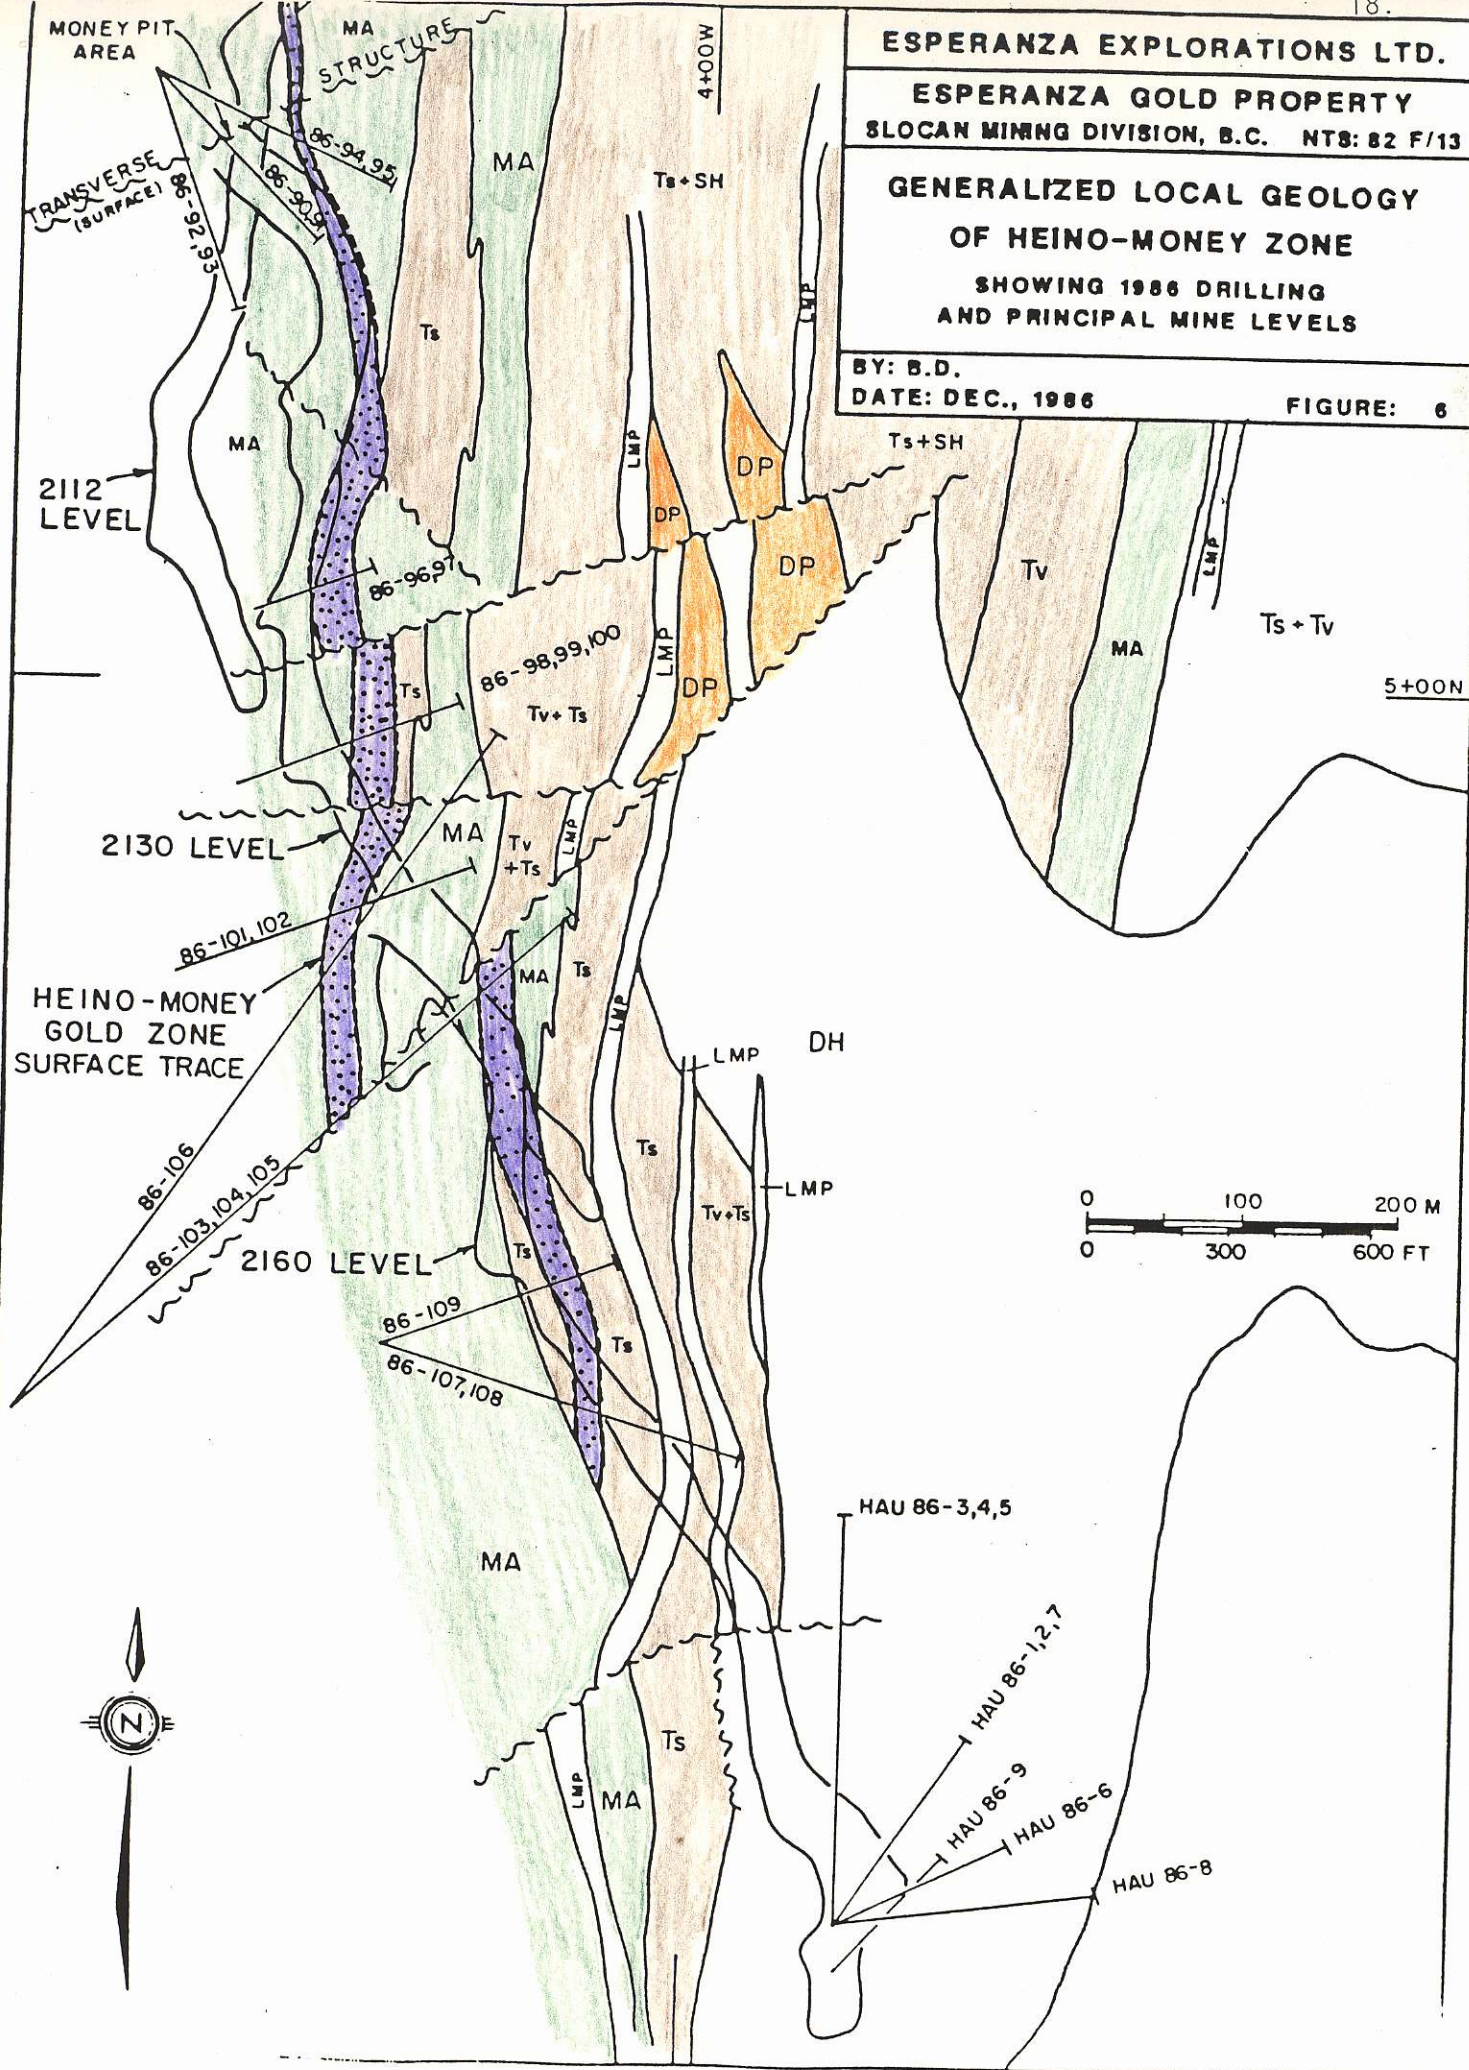 18.
ESPERANZA EXPLORATIONS LTD.
ESPERANZA GOLD PROPERTY
SLOCAN MINING DIVISION, B.C. NTS: 82 F/13
GENERALIZED LOCAL GEOLOGY
OF HEINO-MONEY ZONE
SHOWING 1986 DRILLING
AND PRINCIPAL MINE LEVELS
BY: B.D.
DATE: DEC., 1986
FIGURE: 6
MONEY PIT
AREA
MA
STRUCTURE
4+00W
86-94,95
MA
Ts+SH
TRANSVERSE
(SURFACE)
86-90,91
86-92,93
LMP
Ts
MA
LMP
DP
Ts+SH
2112
LEVEL
DP
86-96,97
DP
Tv
LMP
Ts+Tv
MA
86-98,99,100
LMP
Ts
DP
5+00N
Tv+Ts
2130 LEVEL
MA
Tv
+Ts
LMP
86-101,102
MA
Ts
HEINO-MONEY
GOLD ZONE
SURFACE TRACE
LMP
DH
LMP
Ts
86-106
LMP
86-103,104,105
Tv+Ts
0 100 200 M
0 300 600 FT
2160 LEVEL
Ts
86-109
Ts
86-107,108
HAU 86-3,4,5
MA
HAU 86-1,2,7
N
Ts
LMP
MA
HAU 86-9
HAU 86-6
HAU 86-8